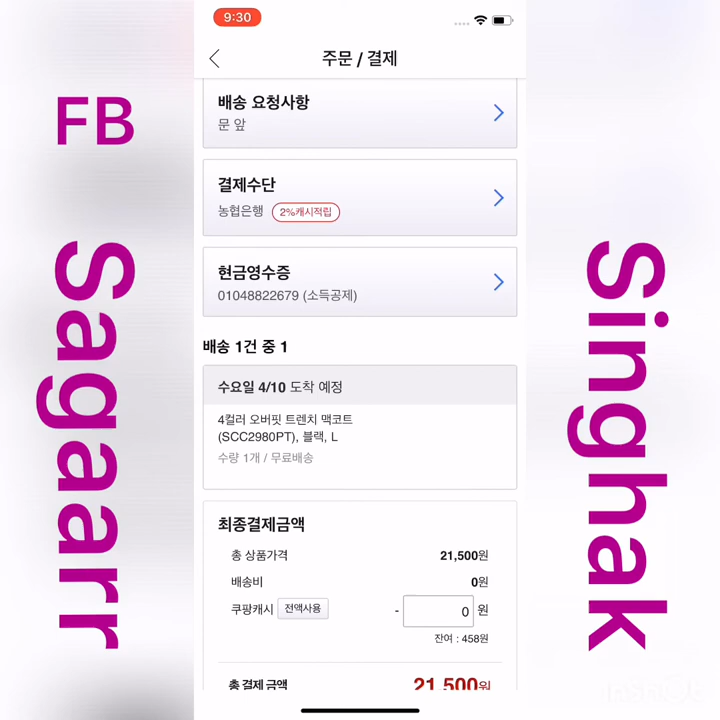 FB
Sagaarr
Singhak
9:30
주문 / 결제
배송 요청사항
문 앞
결제수단
농협은행 2%캐시적립
현금영수증
01048822679 (소득공제)
배송 1건 중 1
수요일 4/10 도착 예정
4컬러 오버핏 트렌치 맥코트
(SCC2980PT), 블랙, L
수량 1개 / 무료배송
최종결제금액
총 상품가격 21,500원
배송비 0원
쿠팡캐시 전액사용 - 0 원
잔여 : 458원
총 결제 금액 21,500원